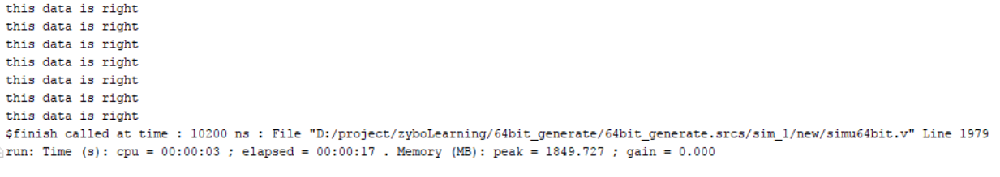 this data is right
this data is right
this data is right
this data is right
this data is right
this data is right
this data is right
$finish called at time : 10200 ns : File "D:/project/zyboLearning/64bit_generate/64bit_generate.srcs/sim_1/new/simu64bit.v" Line 1979
run: Time (s): cpu = 00:00:03 ; elapsed = 00:00:17 . Memory (MB): peak = 1849.727 ; gain = 0.000